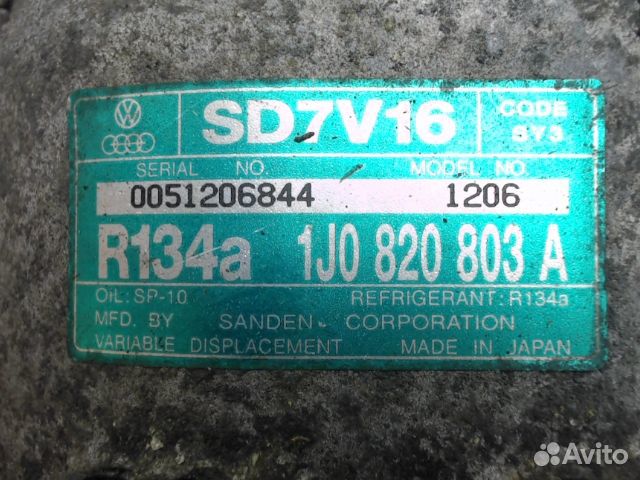 SD7V16
CODE
SERIAL NO. MODEL NO.
0051206844 1206
R134a 1J0 820 803 A
OIL: SP-10 REFRIGERANT: R134a
MFD. BY SANDEN CORPORATION
VARIABLE DISPLACEMENT MADE IN JAPAN
Avito